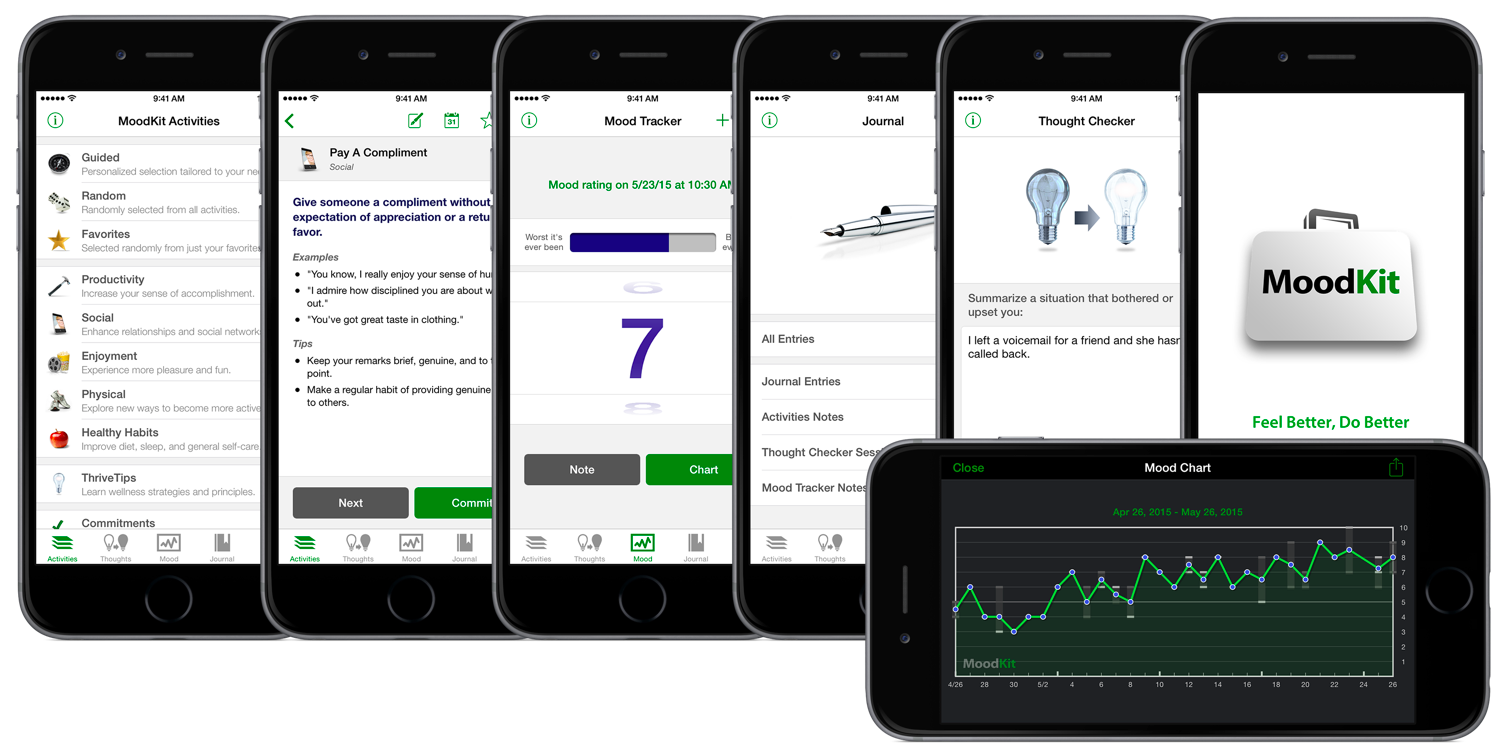 9:41 AM
MoodKit Activities
Guided
Personalized selection tailored to your
Random
Randomly selected from all activities.
Favorites
Selected randomly from just your favorite
Productivity
Increase your sense of accomplishment.
Social
Enhance relationships and social network
Enjoyment
Experience more pleasure and fun.
Physical
Explore new ways to become more active
Healthy Habits
Improve diet, sleep, and general self-care
ThriveTips
Learn wellness strategies and principles.
Commitments
Activities
Thoughts
Mood
Journal
9:41 AM
31
Pay A Compliment
Social
Give someone a compliment without
expectation of appreciation or a
favor.
Examples
• "You know, I really enjoy your sense of
• "I admire how disciplined you are about
out."
• "You've got great taste in clothing."
Tips
• Keep your remarks brief, genuine, and to
point.
• Make a regular habit of providing genuine
to others.
Next
Commit
Activities
Thoughts
Mood
Journal
9:41 AM
Mood Tracker
Mood rating on 5/23/15 at 10:30 AM
Worst it's
ever been
7
Note
Chart
Activities
Thoughts
Mood
Journal
9:41 AM
Journal
All Entries
Journal Entries
Activities Notes
Thought Checker
Mood Tracker Notes
Activities
Thoughts
9:41 AM
Thought Checker
Summarize a situation that bothered or
upset you:
I left a voicemail for a friend and she
called back.
MoodKit
Feel Better, Do Better
Close
Mood Chart
Apr 26, 2015 - May 26, 2015
10
9
8
7
6
5
4
3
2
1
MoodKit
4/26 28 30 5/2 4 6 8 10 12 14 16 18 20 22 24 26